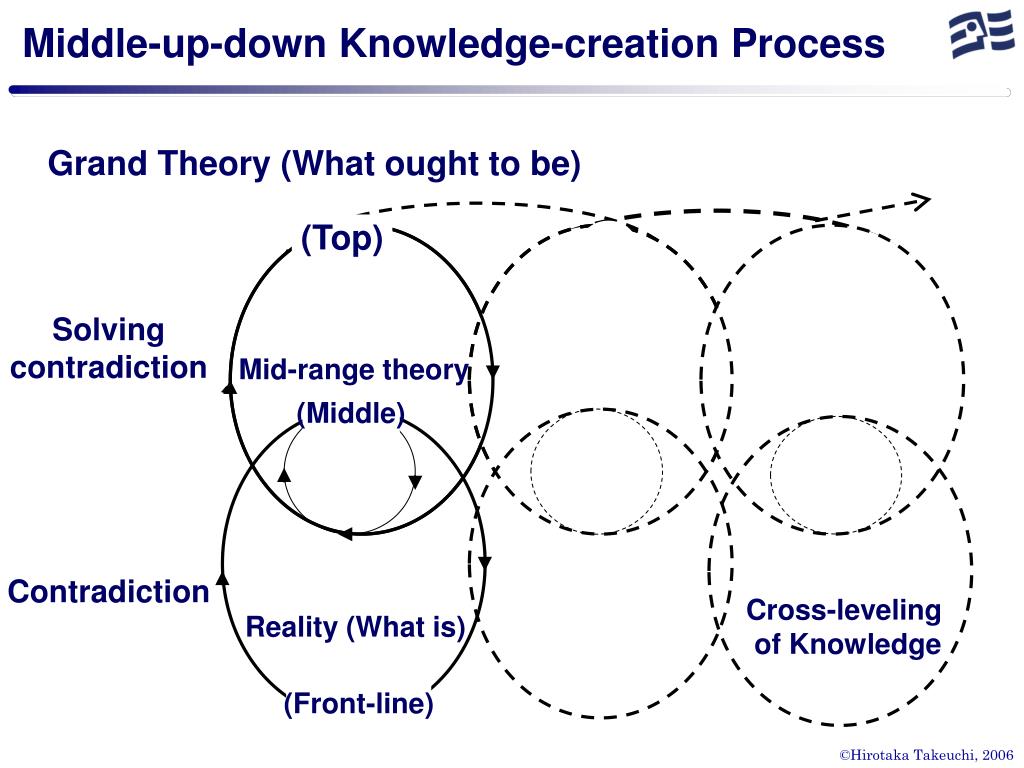 Middle-up-down Knowledge-creation Process
Grand Theory (What ought to be)
(Top)
Solving
contradiction
Mid-range theory
(Middle)
Contradiction
Reality (What is)
(Front-line)
Cross-leveling
of Knowledge
©Hirotaka Takeuchi, 2006